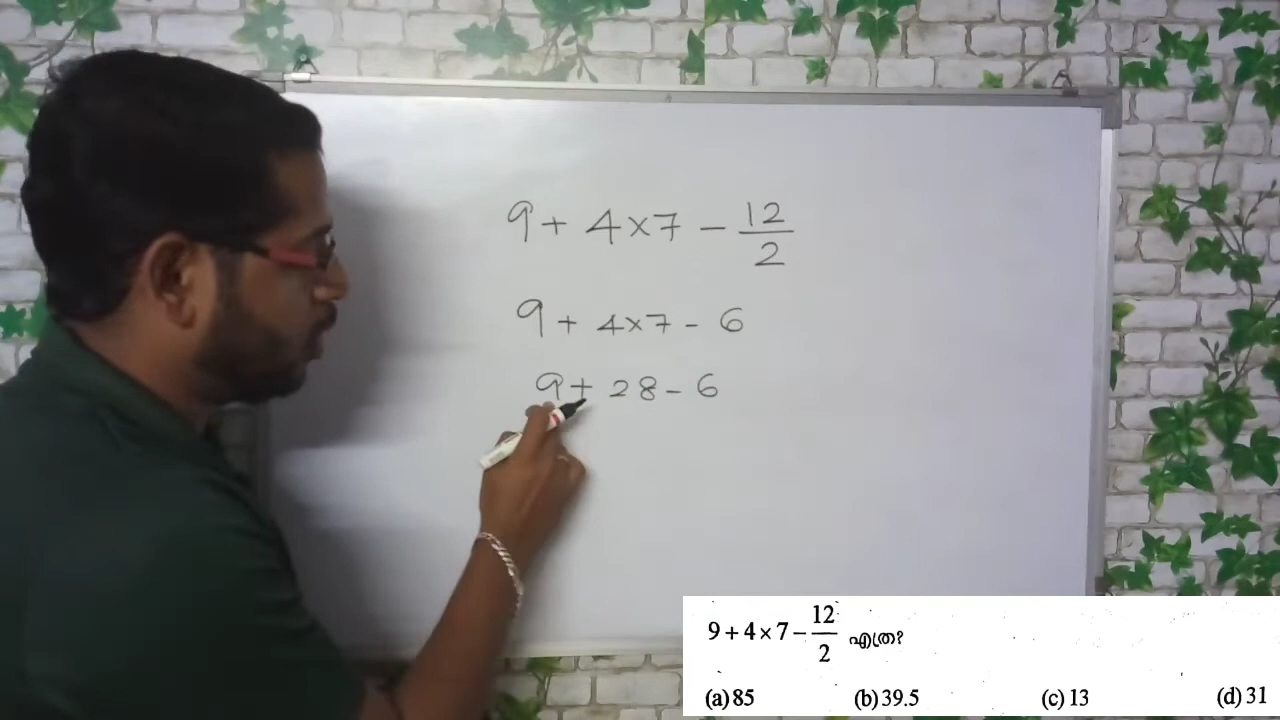 9 + 4 × 7 - 12/2
9 + 4 × 7 - 6
9 + 28 - 6
9 + 4 × 7 - 12/2 എത്ര?
(a) 85 (b) 39.5 (c) 13 (d) 31